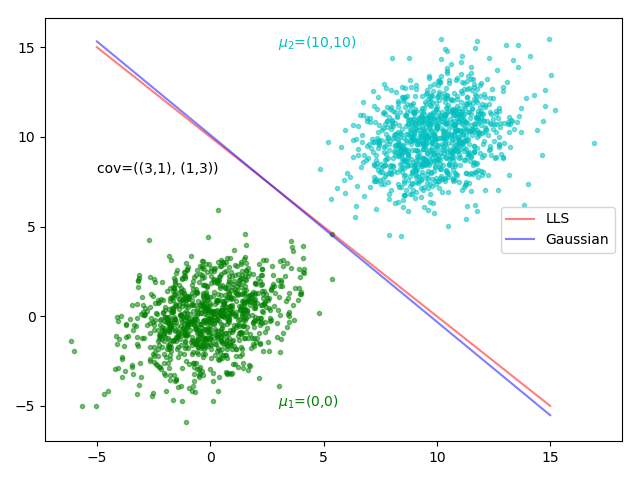 μ₂=(10,10)
cov=((3,1), (1,3))
LLS
Gaussian
μ₁=(0,0)
15
10
5
0
−5
−5
0
5
10
15